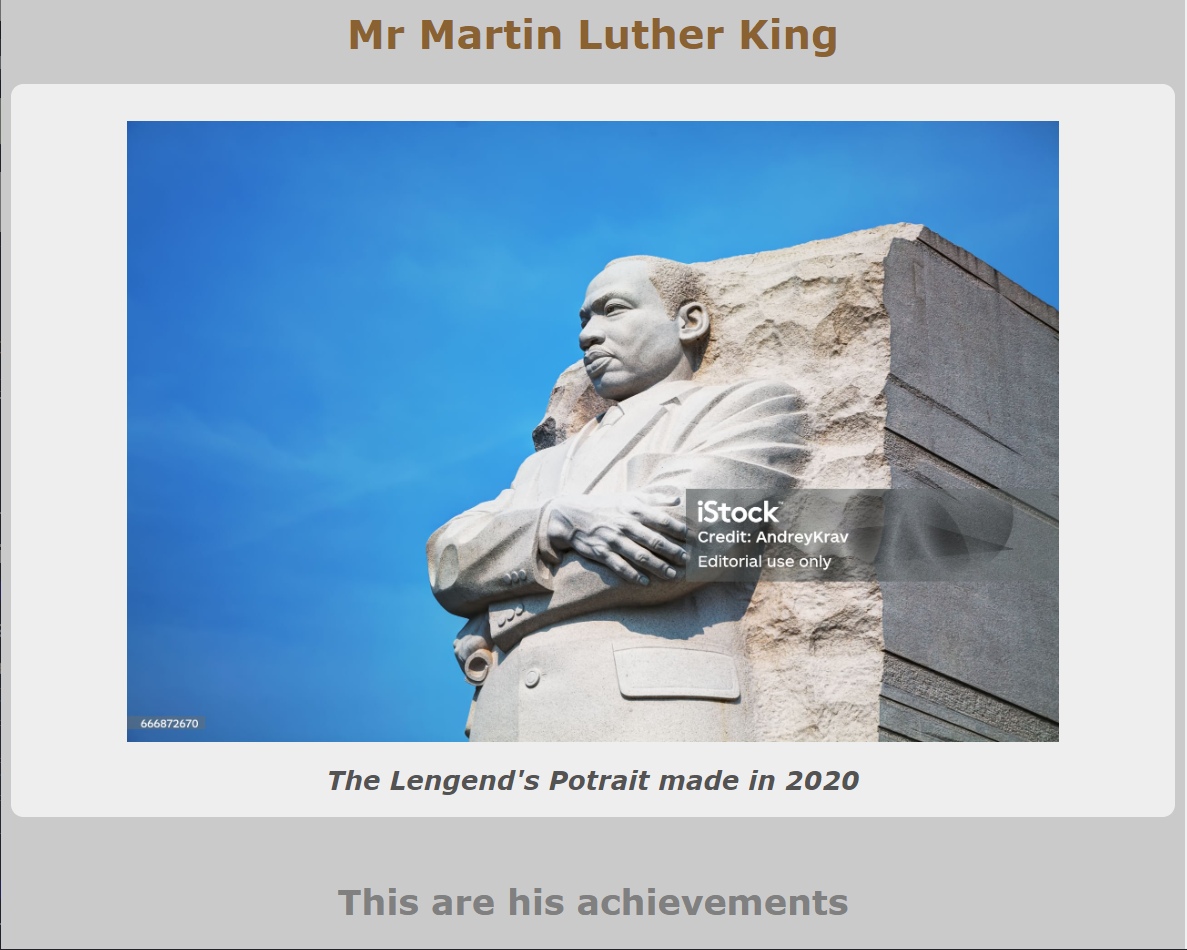 Mr Martin Luther King
iStock
Credit: AndreyKrav
Editorial use only
666872670
The Lengend's Potrait made in 2020
This are his achievements